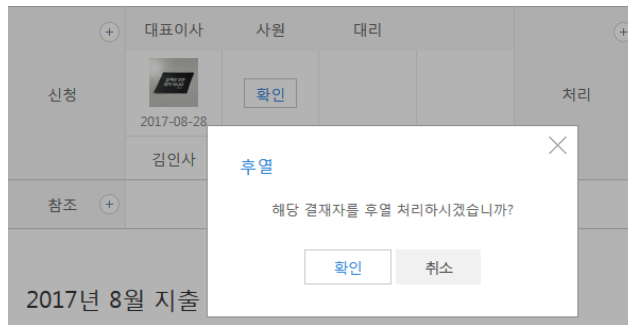 대표이사 사원 대리
신청 확인 처리
2017-08-28
김인사
후열
참조
해당 결재자를 후열 처리하시겠습니까?
확인 취소
2017년 8월 지출